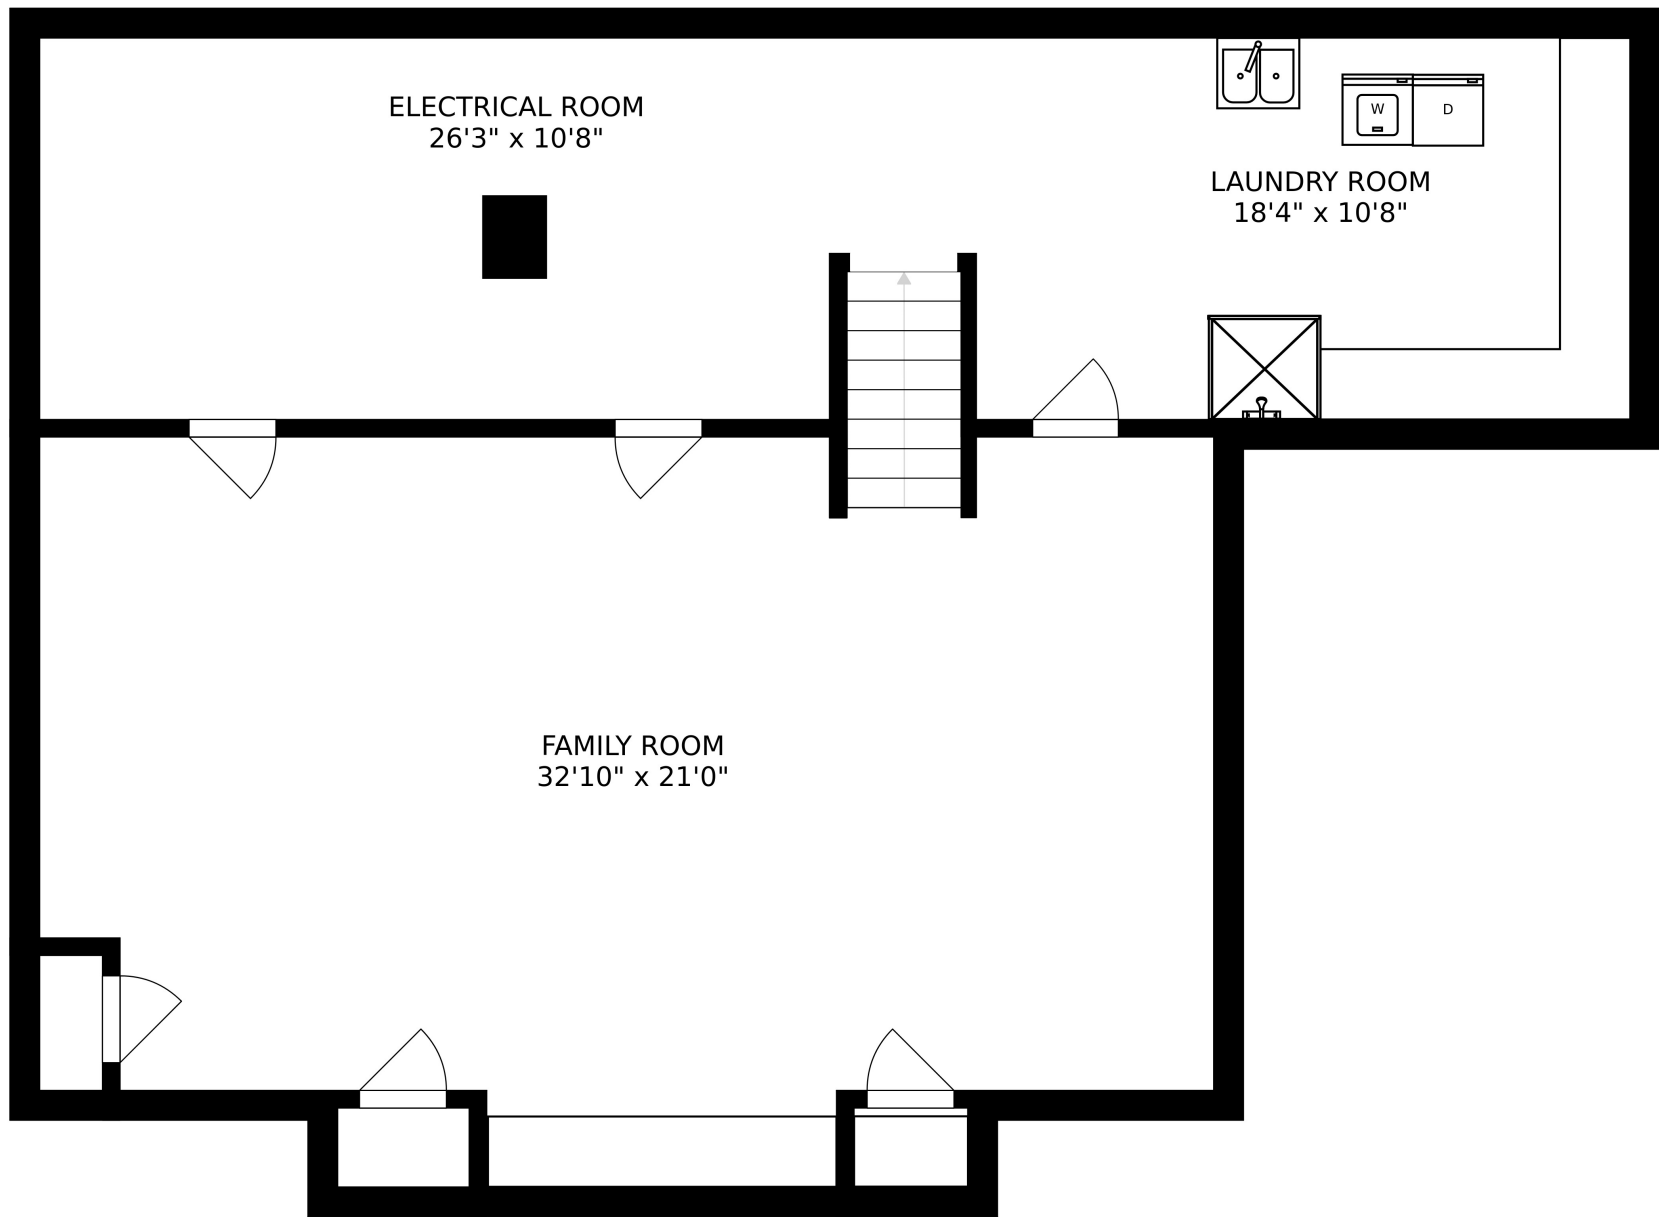 ELECTRICAL ROOM
26'3" x 10'8"
W
D
LAUNDRY ROOM
18'4" x 10'8"
FAMILY ROOM
32'10" x 21'0"